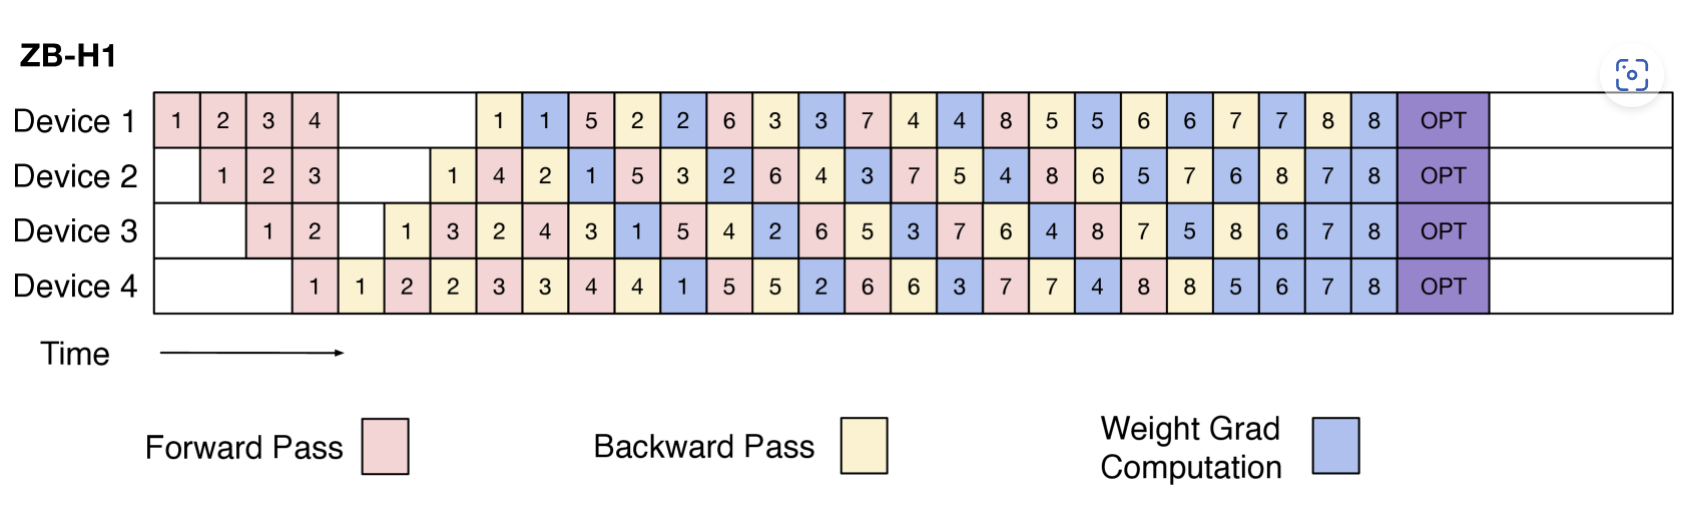 ZB-H1
Device 1 1 2 3 4 1 1 5 2 2 6 3 3 7 4 4 8 5 5 6 6 7 7 8 8 OPT
Device 2 1 2 3 1 4 2 1 5 3 2 6 4 3 7 5 4 8 6 5 7 6 8 7 8 OPT
Device 3 1 2 1 3 2 4 3 1 5 4 2 6 5 3 7 6 4 8 7 5 8 6 7 8 OPT
Device 4 1 1 2 2 3 3 4 4 1 5 5 2 6 6 3 7 7 4 8 8 5 6 7 8 OPT
Time
Forward Pass
Backward Pass
Weight Grad
Computation